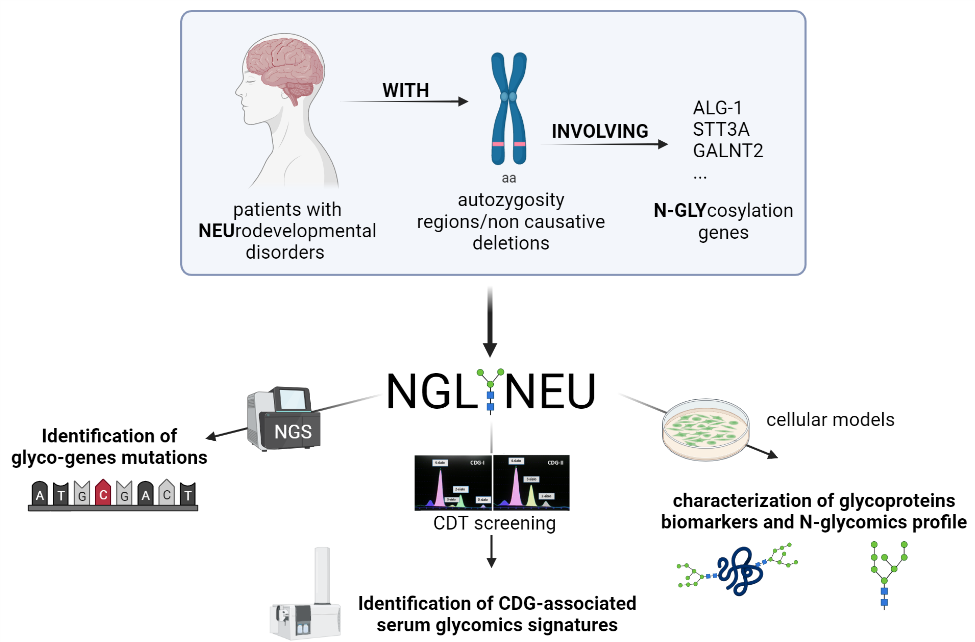 WITH
INVOLVING
ALG-1
STT3A
GALNT2
...
aa
patients with
NEUrodevelopmental
disorders
autozygosity
regions/non causative
deletions
N-GLYcosylation
genes
NGLYNEU
NGS
Identification of
glyco-genes mutations
A T G C G A C T
CDG-I
CDG-II
CDT screening
Identification of CDG-associated
serum glycomics signatures
cellular models
characterization of glycoproteins
biomarkers and N-glycomics profile